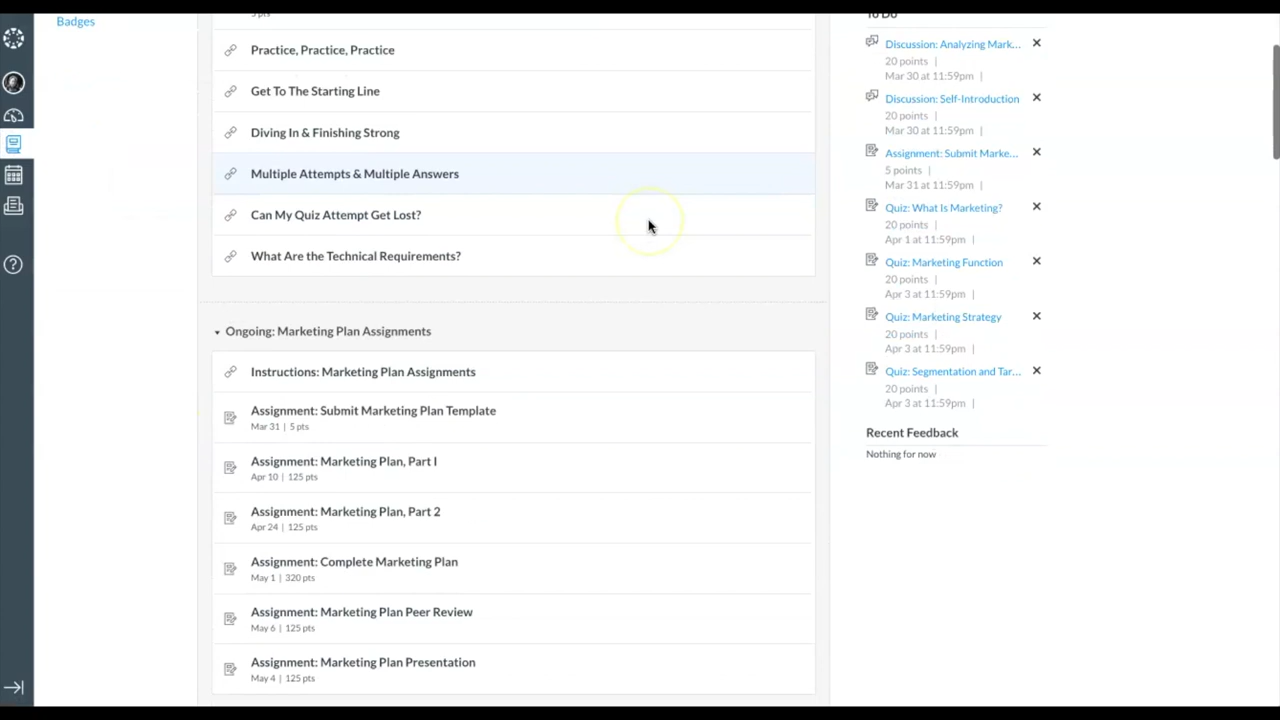 Badges
5 pts
Practice, Practice, Practice
Get To The Starting Line
Diving In & Finishing Strong
Multiple Attempts & Multiple Answers
Can My Quiz Attempt Get Lost?
What Are the Technical Requirements?
Ongoing: Marketing Plan Assignments
Instructions: Marketing Plan Assignments
Assignment: Submit Marketing Plan Template
Mar 31 | 5 pts
Assignment: Marketing Plan, Part I
Apr 10 | 125 pts
Assignment: Marketing Plan, Part 2
Apr 24 | 125 pts
Assignment: Complete Marketing Plan
May 1 | 320 pts
Assignment: Marketing Plan Peer Review
May 6 | 125 pts
Assignment: Marketing Plan Presentation
May 4 | 125 pts
To Do
Discussion: Analyzing Mark...
20 points |
Mar 30 at 11:59pm |
Discussion: Self-Introduction
20 points |
Mar 30 at 11:59pm |
Assignment: Submit Marke...
5 points |
Mar 31 at 11:59pm |
Quiz: What Is Marketing?
20 points |
Apr 1 at 11:59pm |
Quiz: Marketing Function
20 points |
Apr 3 at 11:59pm |
Quiz: Marketing Strategy
20 points |
Apr 3 at 11:59pm |
Quiz: Segmentation and Tar...
20 points |
Apr 3 at 11:59pm |
Recent Feedback
Nothing for now